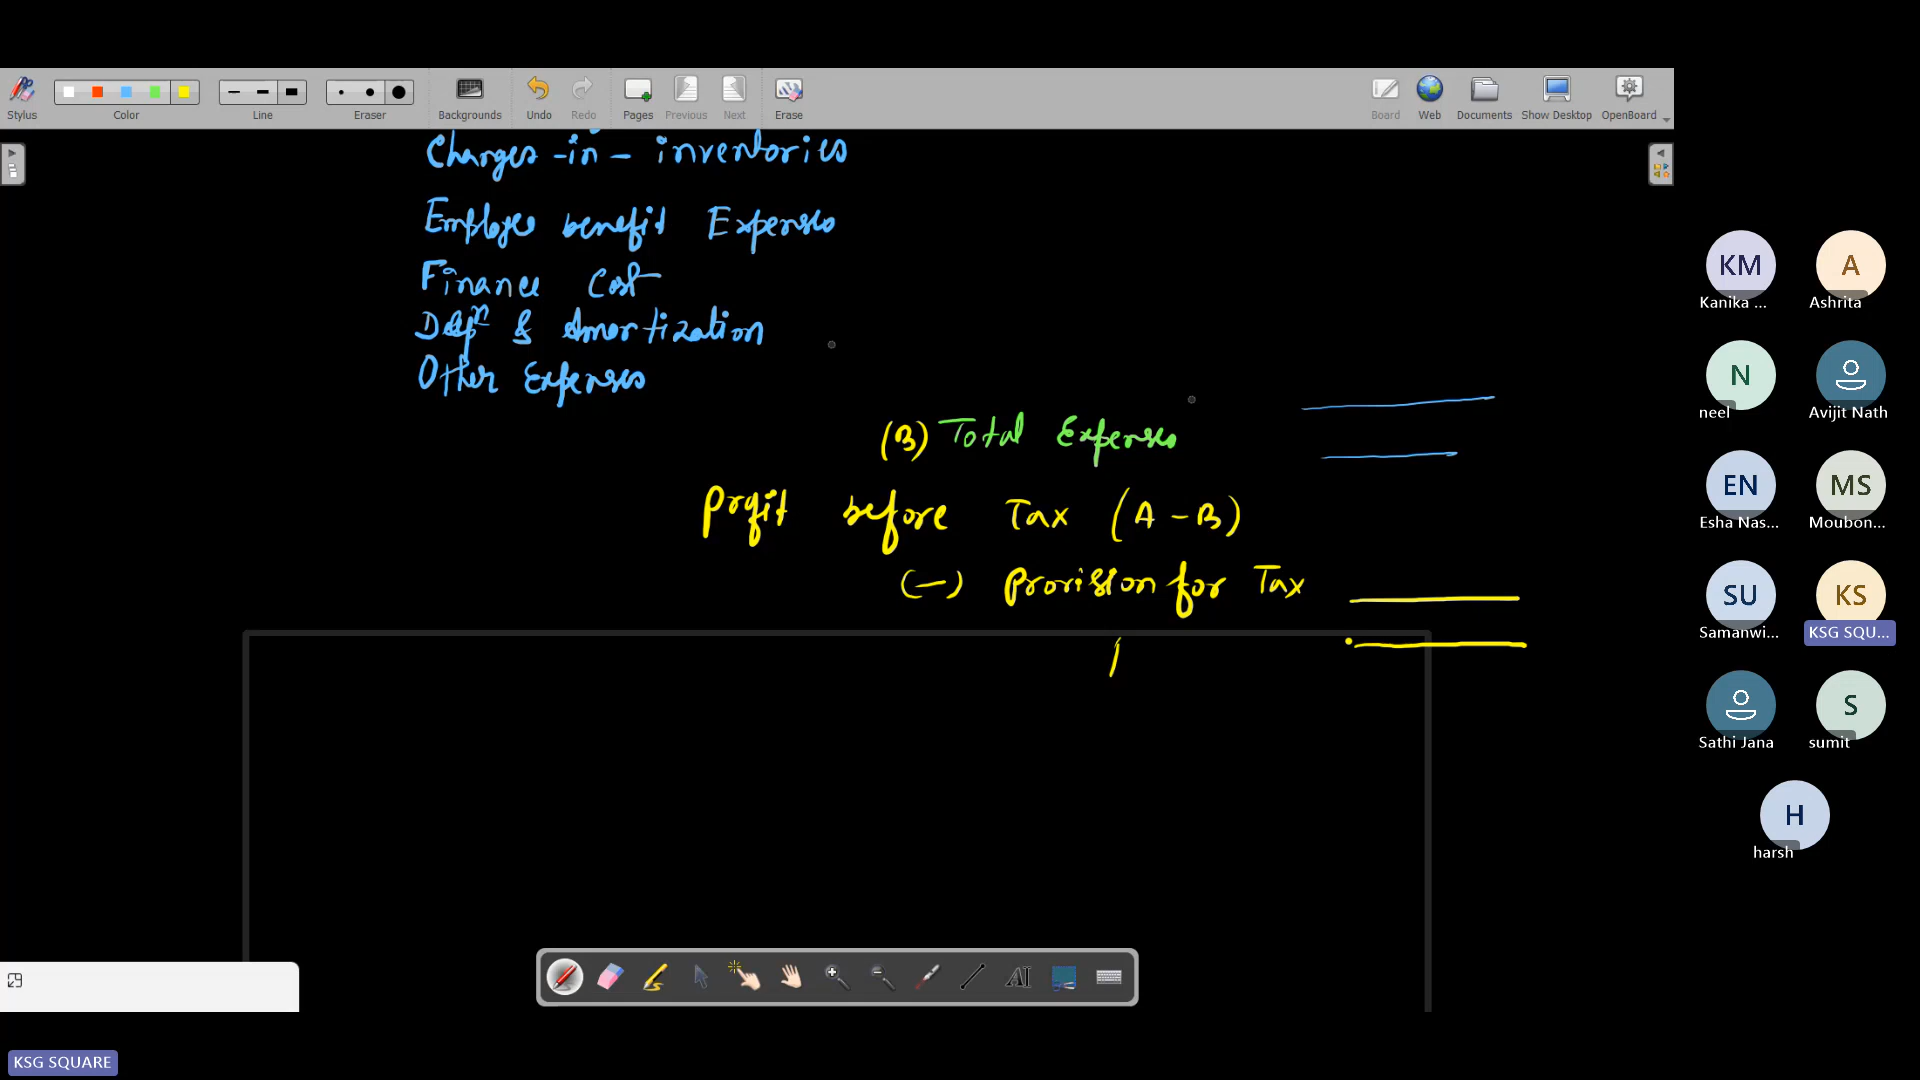 Stylus
Color
Line
Eraser
Backgrounds
Undo
Redo
Pages
Previous
Next
Erase
Board
Web
Documents
Show Desktop
OpenBoard
Changes-in-inventories
Employee benefit Expenses
Finance Cost
Depⁿ & Amortization
Other Expenses
(B) Total Expenses
Profit before Tax (A-B)
(-) Provision for Tax
KM
Kanika ...
A
Ashrita
N
neel
Avijit Nath
EN
Esha Nas...
MS
Moubon...
SU
Samanwi...
KS
KSG SQU...
Sathi Jana
S
sumit
H
harsh
AI
KSG SQUARE